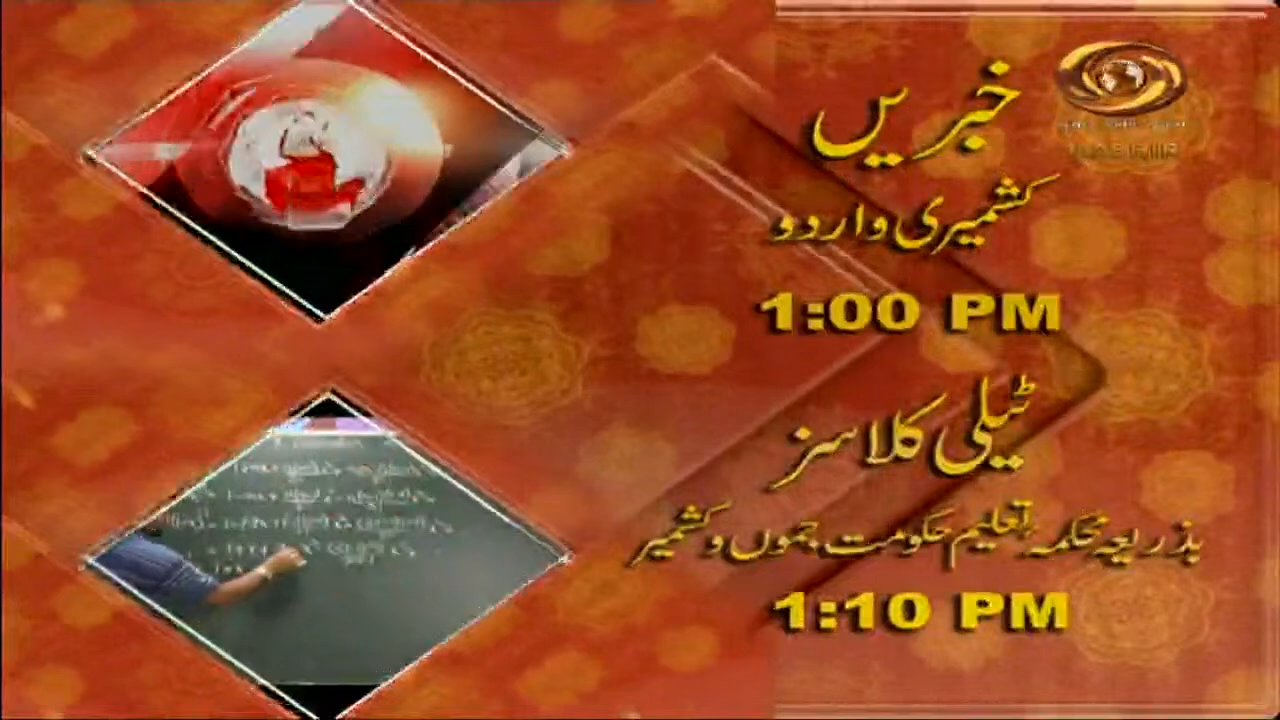 خبریں
کشمیری و اردو
1:00 PM
ٹیلی کلاسز
بذریعہ محکمہ تعلیم حکومت جموں و کشمیر
1:10 PM